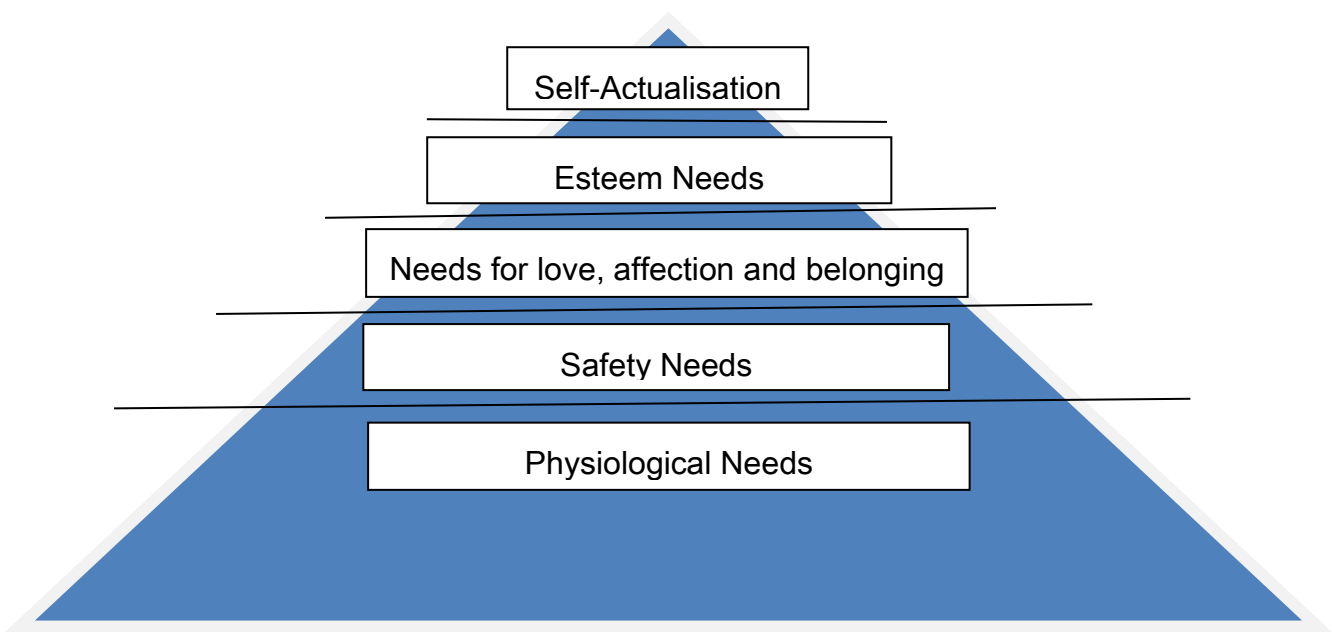 Self-Actualisation
Esteem Needs
Needs for love, affection and belonging
Safety Needs
Physiological Needs